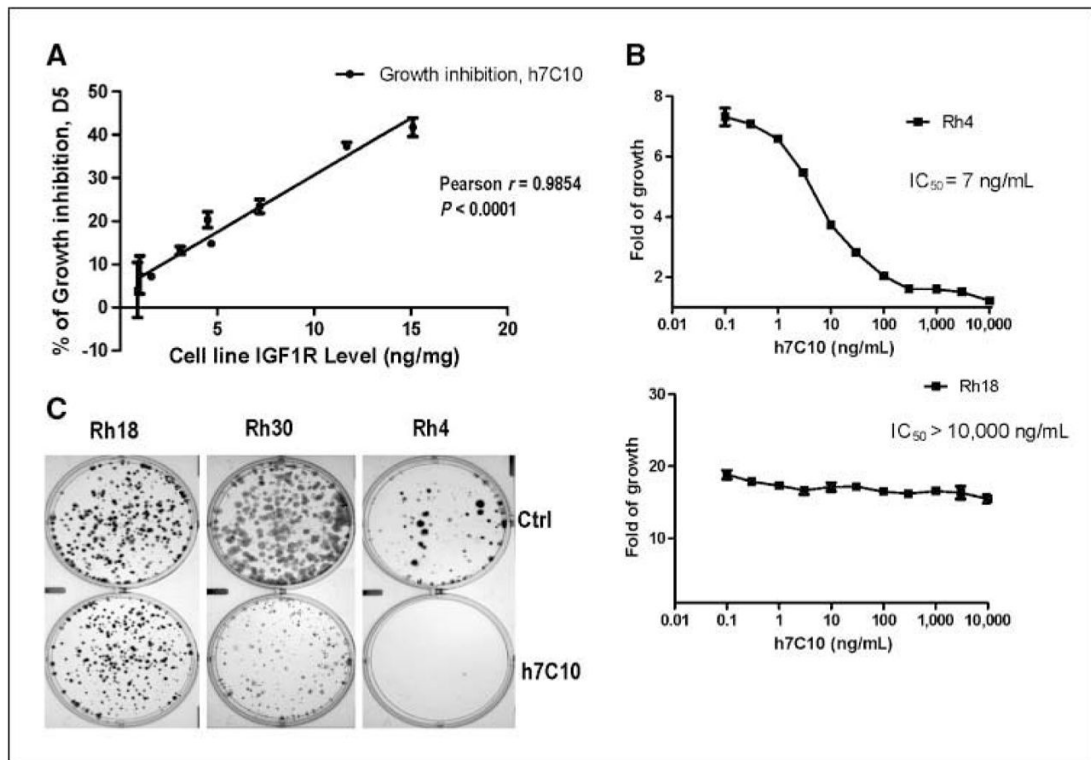 A
Growth inhibition, h7C10
% of Growth inhibition, D5
50
40
30
20
10
0
-10
5
10
15
20
Pearson r = 0.9854
P < 0.0001
Cell line IGF1R Level (ng/mg)
B
Rh4
IC50 = 7 ng/mL
Fold of growth
8
6
4
2
0.01
0.1
1
10
100
1,000
10,000
h7C10 (ng/mL)
Rh18
IC50 > 10,000 ng/mL
Fold of growth
30
20
10
0.01
0.1
1
10
100
1,000
10,000
h7C10 (ng/mL)
C
Rh18
Rh30
Rh4
Ctrl
h7C10